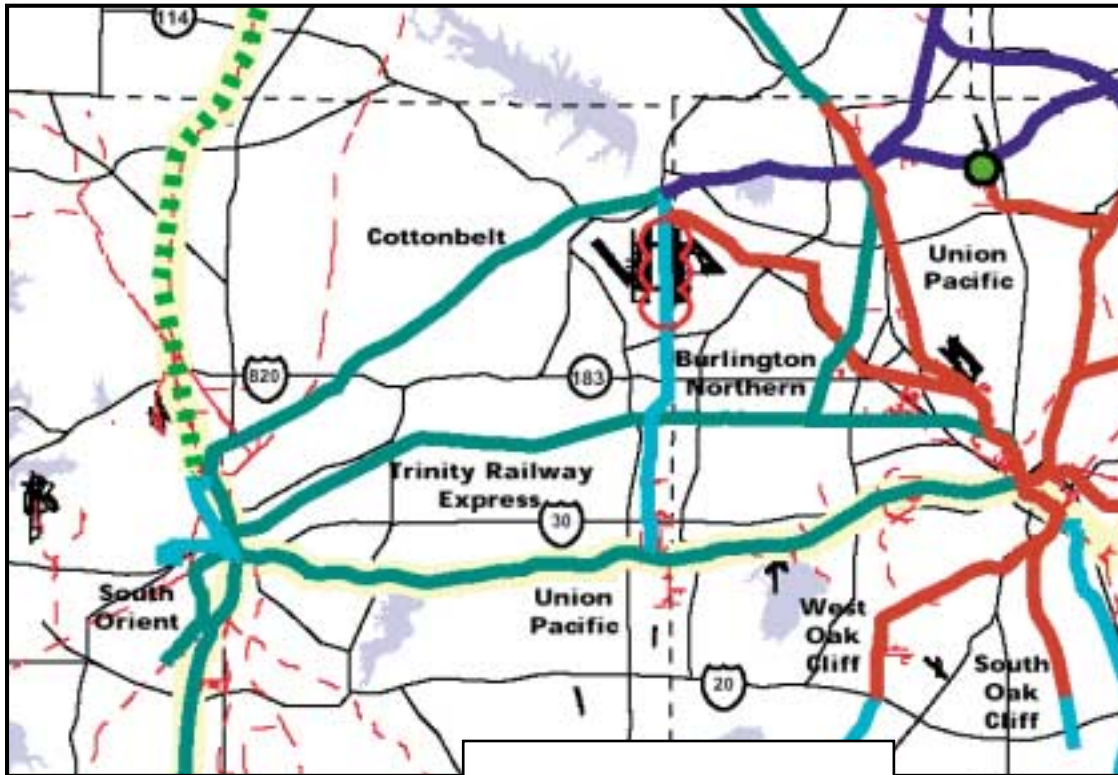 114
Cottonbelt
Union
Pacific
820
183
Burlington
Northern
Trinity Railway
Express
30
South
Orient
Union
Pacific
West
Oak
Cliff
South
Oak
Cliff
20